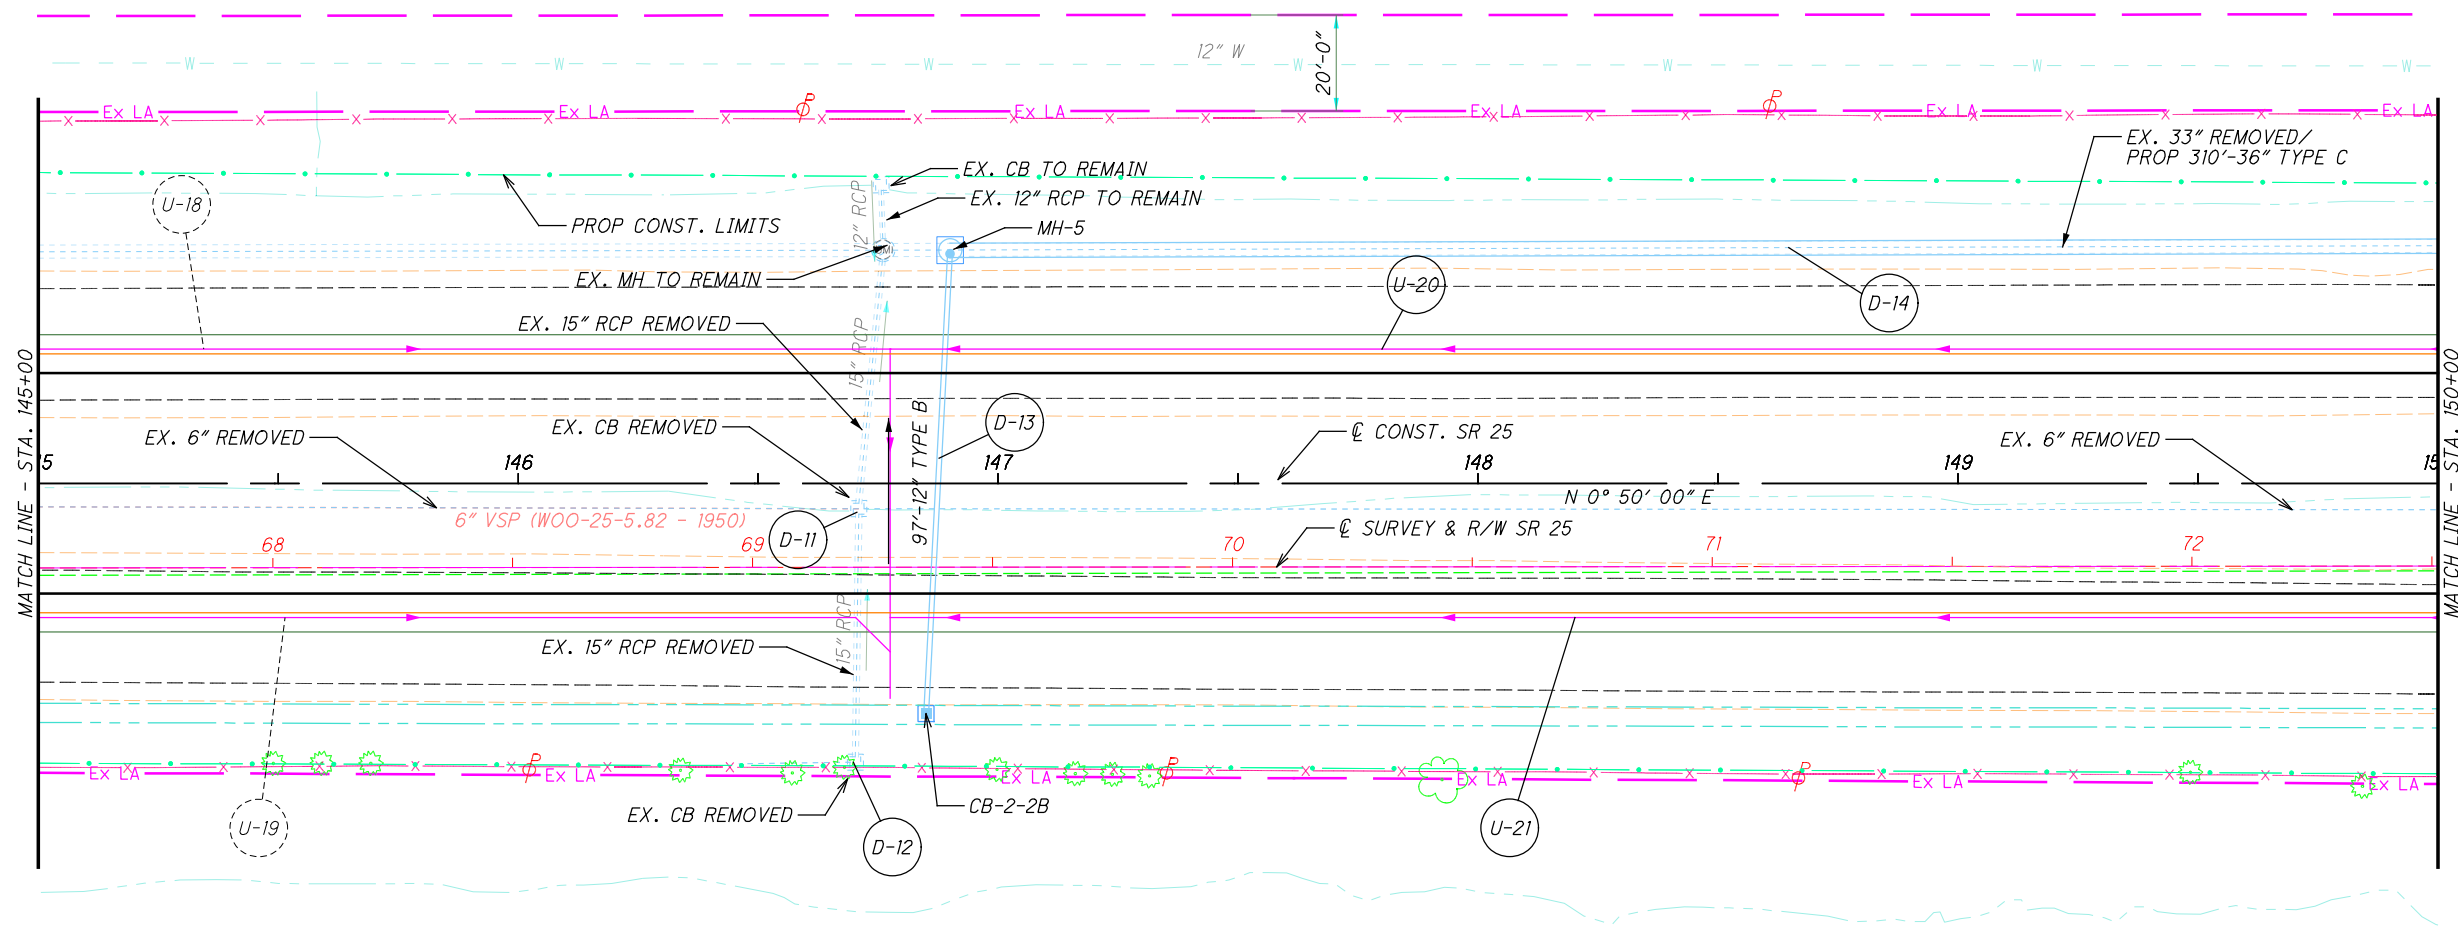 12" W
20'-0"
W W W W W W W
Ex LA Ex LA P Ex LA Ex LA P Ex LA Ex LA
EX. 33" REMOVED/
PROP 310'-36" TYPE C
EX. CB TO REMAIN
EX. 12" RCP TO REMAIN
12" RCP
U-18
PROP CONST. LIMITS
MH-5
EX. MH TO REMAIN
M
U-20
D-14
EX. 15" RCP REMOVED
15" RCP
MATCH LINE - STA. 145+00
MATCH LINE - STA. 150+00
EX. 6" REMOVED
EX. CB REMOVED
97'-12" TYPE B
D-13
℄ CONST. SR 25
EX. 6" REMOVED
5 146 147 148 149 15
N 0° 50' 00" E
6" VSP (WOO-25-5.82 - 1950)
D-11
℄ SURVEY & R/W SR 25
68 69 70 71 72
15" RCP
EX. 15" RCP REMOVED
Ex LA P Ex LA Ex LA P Ex LA P Ex LA Ex LA
EX. CB REMOVED
CB-2-2B
U-19
D-12
U-21